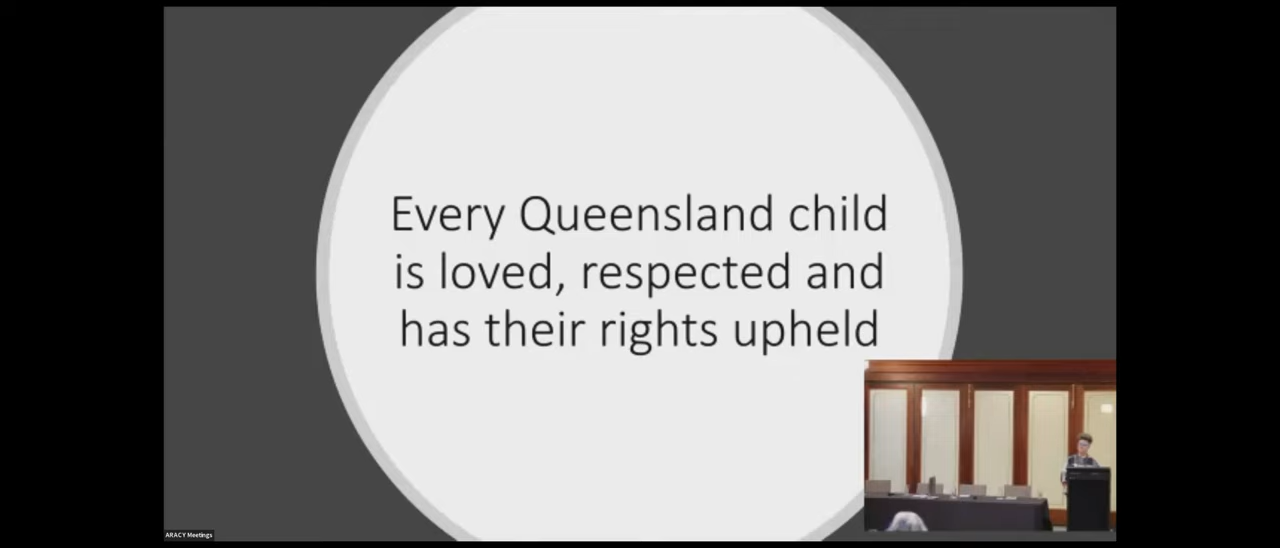 Every Queensland child
is loved, respected and
has their rights upheld
ARACY Meetings